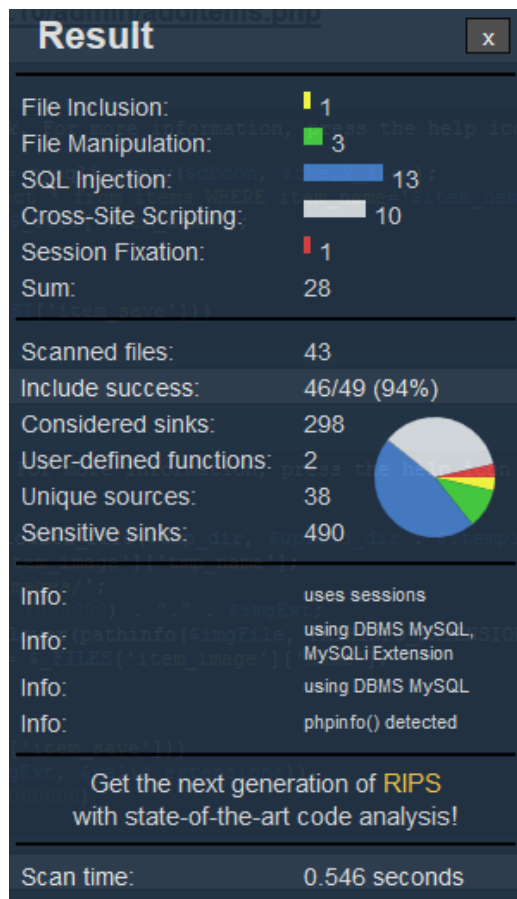 /admin/additems.php
Result
x
File Inclusion: 1
File Manipulation: 3
SQL Injection: 13
Cross-Site Scripting: 10
Session Fixation: 1
Sum: 28
Scanned files: 43
Include success: 46/49 (94%)
Considered sinks: 298
User-defined functions: 2
Unique sources: 38
Sensitive sinks: 490
Info: uses sessions
Info: using DBMS MySQL,
MySQLi Extension
Info: using DBMS MySQL
Info: phpinfo() detected
Get the next generation of RIPS
with state-of-the-art code analysis!
Scan time: 0.546 seconds